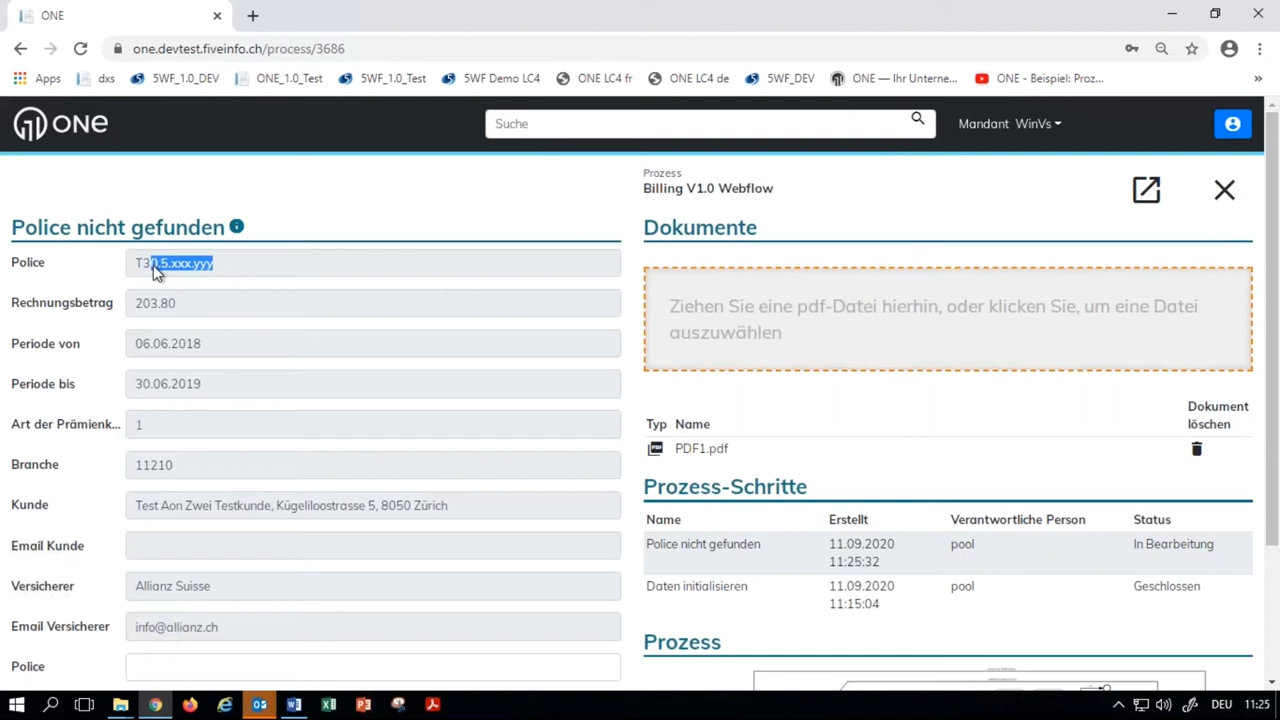 ONE
one.devtest.fiveinfo.ch/process/3686
Apps dxs 5WF_1.0_DEV ONE_1.0_Test 5WF_1.0_Test 5WF Demo LC4 ONE LC4 fr ONE LC4 de 5WF_DEV ONE — Ihr Unterne... ONE - Beispiel: Proz... »
ONE Suche Mandant WinVs
Prozess
Billing V1.0 Webflow
Police nicht gefunden
Police T30.5.xxx.yyy
Rechnungsbetrag 203.80
Periode von 06.06.2018
Periode bis 30.06.2019
Art der Prämienk... 1
Branche 11210
Kunde Test Aon Zwei Testkunde, Kügeliloostrasse 5, 8050 Zürich
Email Kunde
Versicherer Allianz Suisse
Email Versicherer info@allianz.ch
Police
Dokumente
Ziehen Sie eine pdf-Datei hierhin, oder klicken Sie, um eine Datei
auszuwählen
Typ Name Dokument
löschen
PDF1.pdf
Prozess-Schritte
Name Erstellt Verantwortliche Person Status
Police nicht gefunden 11.09.2020 pool In Bearbeitung
11:25:32
Daten initialisieren 11.09.2020 pool Geschlossen
11:15:04
Prozess
DEU 11:25